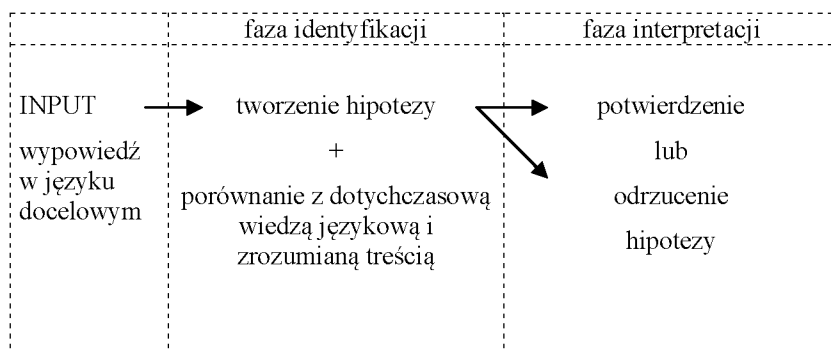 faza identyfikacji
faza interpretacji
INPUT
wypowiedź
w języku
docelowym
tworzenie hipotezy
+
porównanie z dotychczasową
wiedzą językową i
zrozumianą treścią
potwierdzenie
lub
odrzucenie
hipotezy